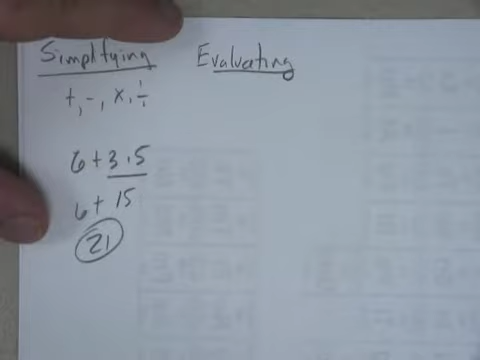 Simplifying Evaluating
+, -, x, ÷
6 + 3 · 5
6 + 15
21